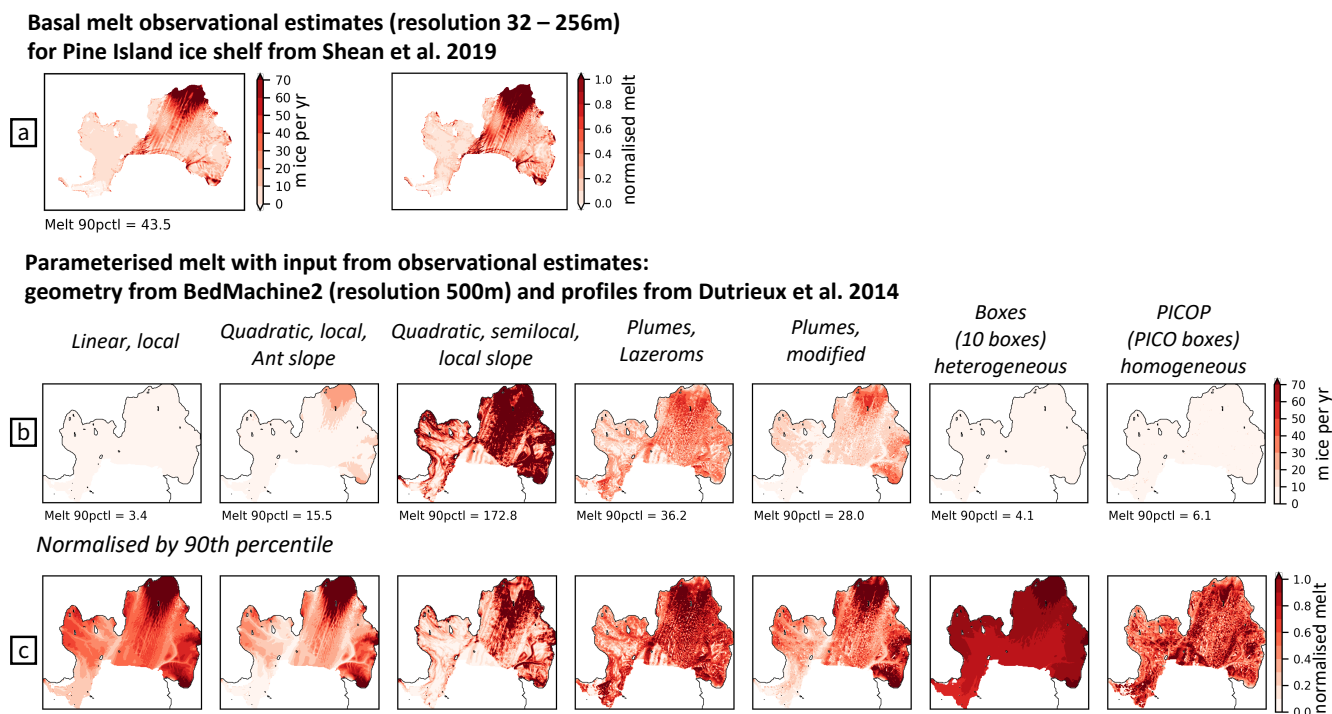 Basal melt observational estimates (resolution 32 – 256m)
for Pine Island ice shelf from Shean et al. 2019
a
70
60
50
40
30
20
10
0
m ice per yr
1.0
0.8
0.6
0.4
0.2
0.0
normalised melt
Melt 90pctl = 43.5
Parameterised melt with input from observational estimates:
geometry from BedMachine2 (resolution 500m) and profiles from Dutrieux et al. 2014
Linear, local
Quadratic, local,
Ant slope
Quadratic, semilocal,
local slope
Plumes,
Lazeroms
Plumes,
modified
Boxes
(10 boxes)
heterogeneous
PICOP
(PICO boxes)
homogeneous
b
70
60
50
40
30
20
10
0
m ice per yr
Melt 90pctl = 3.4
Melt 90pctl = 15.5
Melt 90pctl = 172.8
Melt 90pctl = 36.2
Melt 90pctl = 28.0
Melt 90pctl = 4.1
Melt 90pctl = 6.1
Normalised by 90th percentile
c
1.0
0.8
0.6
0.4
0.2
0.0
normalised melt